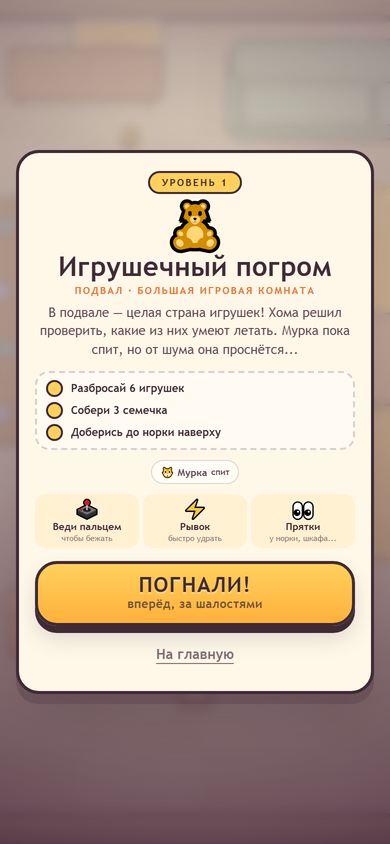 УРОВЕНЬ 1
Игрушечный погром
ПОДВАЛ · БОЛЬШАЯ ИГРОВАЯ КОМНАТА
В подвале — целая страна игрушек! Хома решил
проверить, какие из них умеют летать. Мурка пока
спит, но от шума она проснётся...
Разбросай 6 игрушек
Собери 3 семечка
Доберись до норки наверху
Мурка спит
Веди пальцем
чтобы бежать
Рывок
быстро удрать
Прятки
у норки, шкафа...
ПОГНАЛИ!
вперёд, за шалостями
На главную